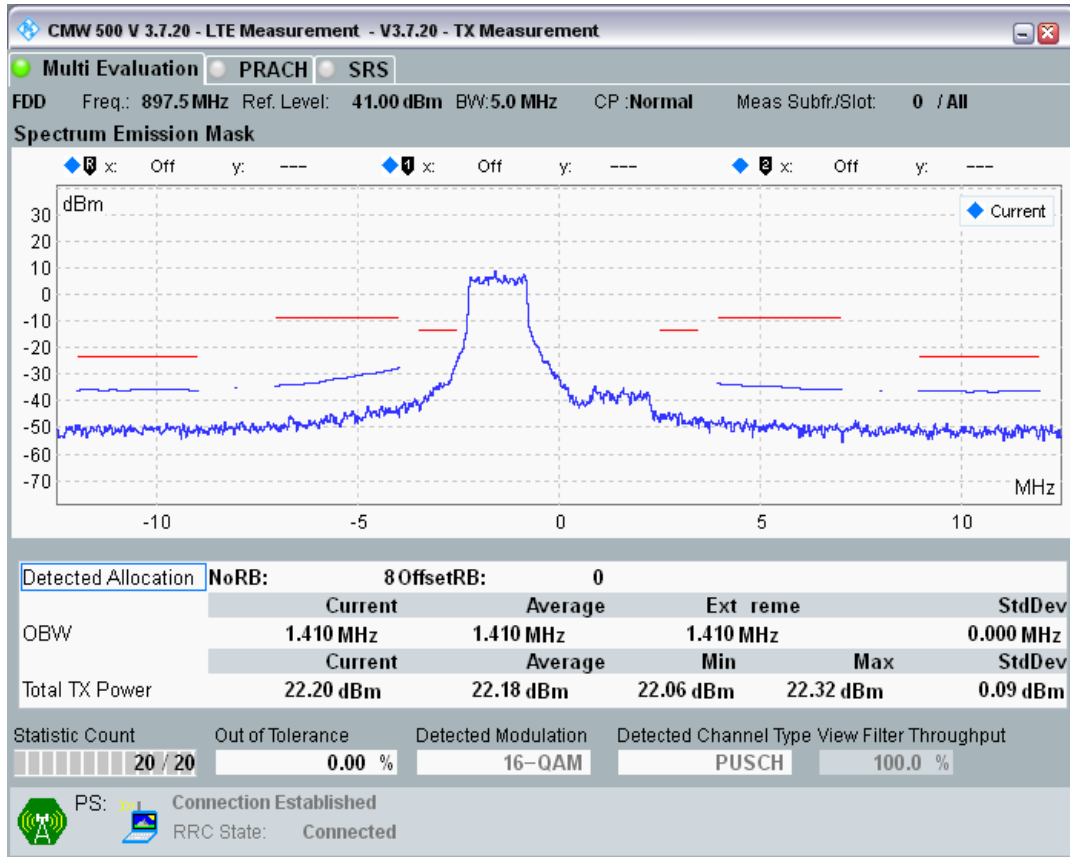 CMW 500 V 3.7.20 - LTE Measurement - V3.7.20 - TX Measurement
Multi Evaluation PRACH SRS
FDD Freq.: 897.5 MHz Ref. Level: 41.00 dBm BW:5.0 MHz CP :Normal Meas Subfr./Slot: 0 / All
Spectrum Emission Mask
R x: Off y: --- 1 x: Off y: --- 2 x: Off y: ---
dBm
Current
30
20
10
0
-10
-20
-30
-40
-50
-60
-70
MHz
-10 -5 0 5 10
Detected Allocation NoRB: 8 OffsetRB: 0
Current Average Ext reme StdDev
OBW 1.410 MHz 1.410 MHz 1.410 MHz 0.000 MHz
Current Average Min Max StdDev
Total TX Power 22.20 dBm 22.18 dBm 22.06 dBm 22.32 dBm 0.09 dBm
Statistic Count Out of Tolerance Detected Modulation Detected Channel Type View Filter Throughput
20 / 20 0.00 % 16-QAM PUSCH 100.0 %
PS: Connection Established
RRC State: Connected